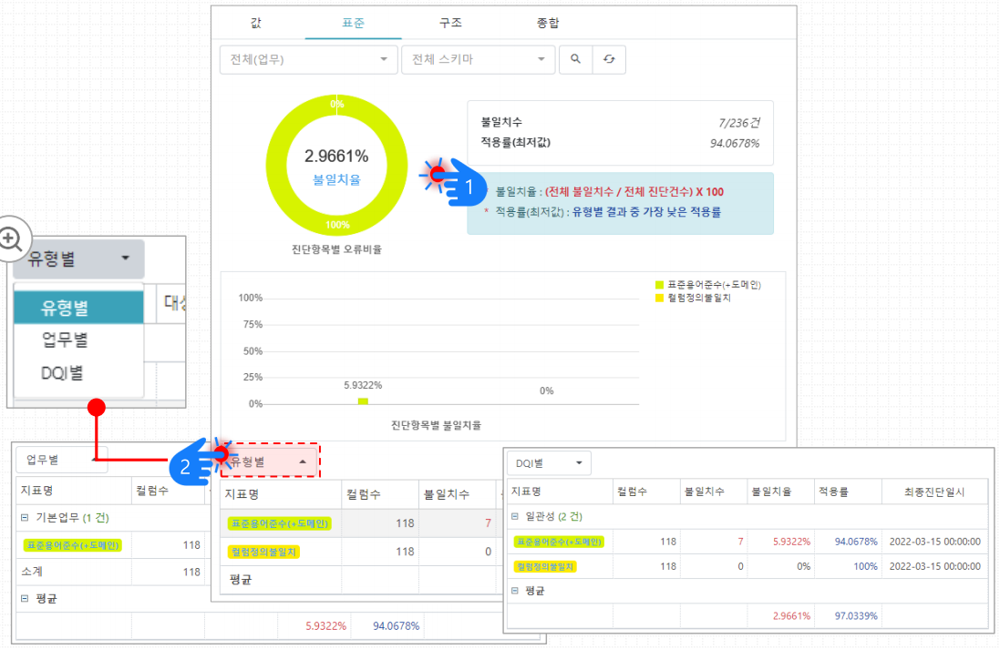 값 표준 구조 종합
전체(업무) 전체 스키마
0%
2.9661%
불일치율
100%
진단항목별 오류비율
불일치수 7/236건
적용률(최저값) 94.0678%
1
* 불일치율 : (전체 불일치수 / 전체 진단건수) X 100
* 적용률(최저값) : 유형별 결과 중 가장 낮은 적용률
유형별
유형별
업무별
DQI별
표준용어준수(+도메인)
컬럼정의불일치
100%
75%
50%
25%
0%
5.9322%
0%
진단항목별 불일치율
2
업무별
지표명 컬럼수
기본업무 (1 건)
표준용어준수(+도메인) 118
소계 118
평균
5.9322% 94.0678%
유형별
지표명 컬럼수 불일치수
표준용어준수(+도메인) 118 7
컬럼정의불일치 118 0
평균
DQI별
지표명 컬럼수 불일치수 불일치율 적용률 최종진단일시
일관성 (2 건)
표준용어준수(+도메인) 118 7 5.9322% 94.0678% 2022-03-15 00:00:00
컬럼정의불일치 118 0 0% 100% 2022-03-15 00:00:00
평균
2.9661% 97.0339%